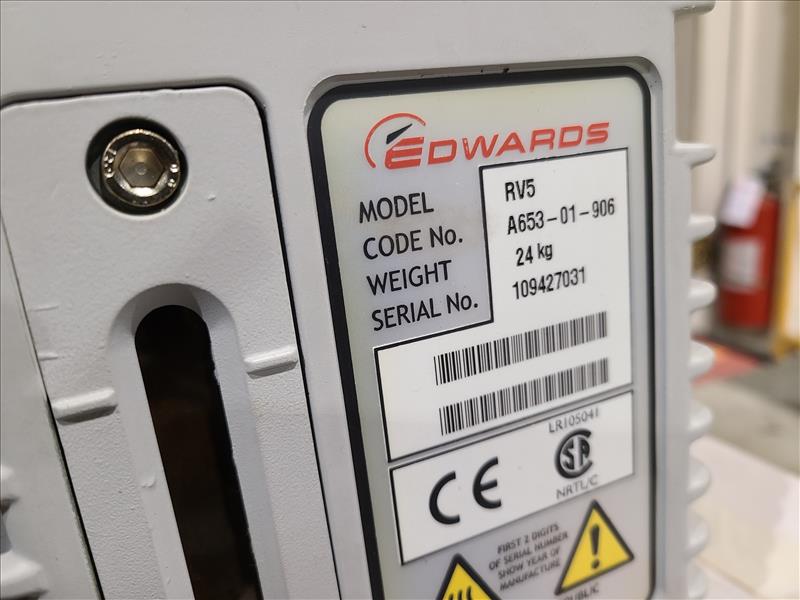 EDWARDS
MODEL RV5
CODE No. A653-01-906
WEIGHT 24 kg
SERIAL No. 109427031
LR105041
CE
NRTL/C
FIRST 2 DIGITS
OF SERIAL NUMBER
SHOW YEAR OF
MANUFACTURE